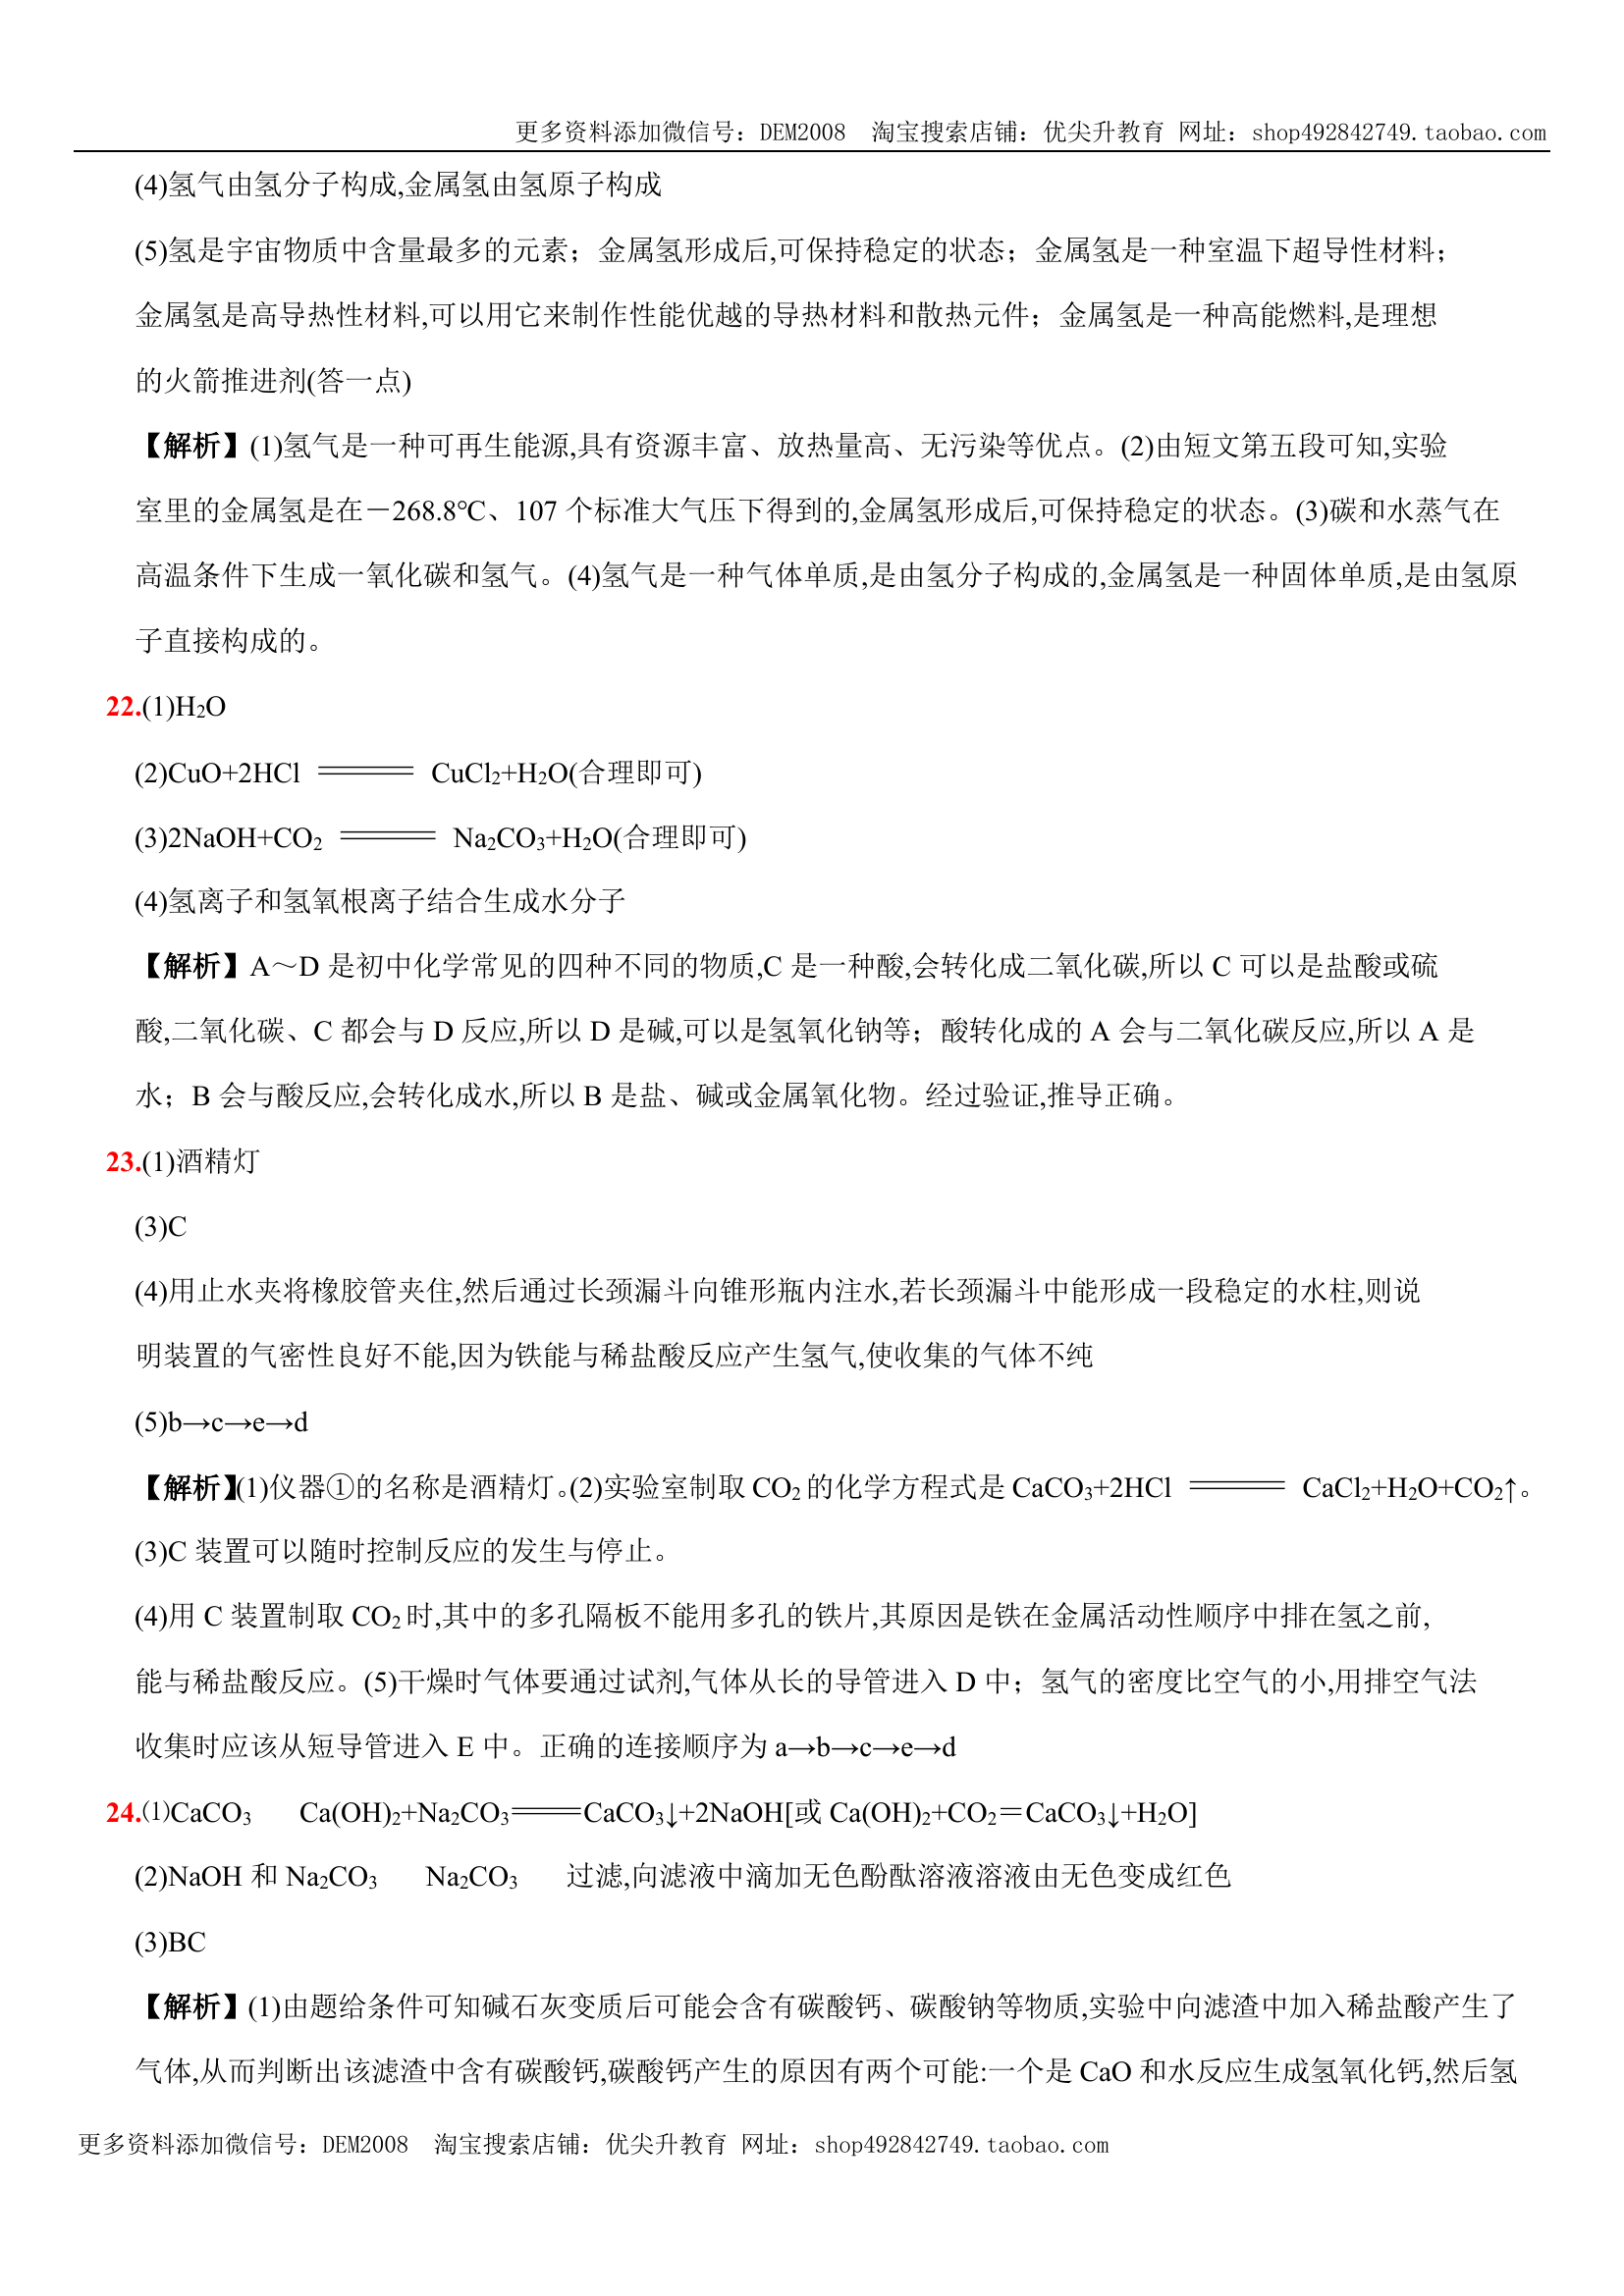 更多资料添加微信号：DEM2008 淘宝搜索店铺：优尖升教育 网址：shop492842749.taobao.com
(4)氢气由氢分子构成,金属氢由氢原子构成
(5)氢是宇宙物质中含量最多的元素；金属氢形成后,可保持稳定的状态；金属氢是一种室温下超导性材料；
金属氢是高导热性材料,可以用它来制作性能优越的导热材料和散热元件；金属氢是一种高能燃料,是理想
的火箭推进剂(答一点)
【解析】(1)氢气是一种可再生能源,具有资源丰富、放热量高、无污染等优点。(2)由短文第五段可知,实验
室里的金属氢是在－268.8℃、107 个标准大气压下得到的,金属氢形成后,可保持稳定的状态。(3)碳和水蒸气在
高温条件下生成一氧化碳和氢气。(4)氢气是一种气体单质,是由氢分子构成的,金属氢是一种固体单质,是由氢原
子直接构成的。
22.(1)H₂O
(2)CuO+2HCl ═══ CuCl₂+H₂O(合理即可)
(3)2NaOH+CO₂ ═══ Na₂CO₃+H₂O(合理即可)
(4)氢离子和氢氧根离子结合生成水分子
【解析】A～D 是初中化学常见的四种不同的物质,C 是一种酸,会转化成二氧化碳,所以 C 可以是盐酸或硫
酸,二氧化碳、C 都会与 D 反应,所以 D 是碱,可以是氢氧化钠等；酸转化成的 A 会与二氧化碳反应,所以 A 是
水；B 会与酸反应,会转化成水,所以 B 是盐、碱或金属氧化物。经过验证,推导正确。
23.(1)酒精灯
(3)C
(4)用止水夹将橡胶管夹住,然后通过长颈漏斗向锥形瓶内注水,若长颈漏斗中能形成一段稳定的水柱,则说
明装置的气密性良好不能,因为铁能与稀盐酸反应产生氢气,使收集的气体不纯
(5)b→c→e→d
【解析】(1)仪器①的名称是酒精灯。(2)实验室制取 CO₂ 的化学方程式是 CaCO₃+2HCl ═══ CaCl₂+H₂O+CO₂↑。
(3)C 装置可以随时控制反应的发生与停止。
(4)用 C 装置制取 CO₂ 时,其中的多孔隔板不能用多孔的铁片,其原因是铁在金属活动性顺序中排在氢之前,
能与稀盐酸反应。(5)干燥时气体要通过试剂,气体从长的导管进入 D 中；氢气的密度比空气的小,用排空气法
收集时应该从短导管进入 E 中。正确的连接顺序为 a→b→c→e→d
24.⑴CaCO₃ Ca(OH)₂+Na₂CO₃═══CaCO₃↓+2NaOH[或 Ca(OH)₂+CO₂＝CaCO₃↓+H₂O]
(2)NaOH 和 Na₂CO₃ Na₂CO₃ 过滤,向滤液中滴加无色酚酞溶液溶液由无色变成红色
(3)BC
【解析】(1)由题给条件可知碱石灰变质后可能会含有碳酸钙、碳酸钠等物质,实验中向滤渣中加入稀盐酸产生了
气体,从而判断出该滤渣中含有碳酸钙,碳酸钙产生的原因有两个可能:一个是 CaO 和水反应生成氢氧化钙,然后氢
更多资料添加微信号：DEM2008 淘宝搜索店铺：优尖升教育 网址：shop492842749.taobao.com